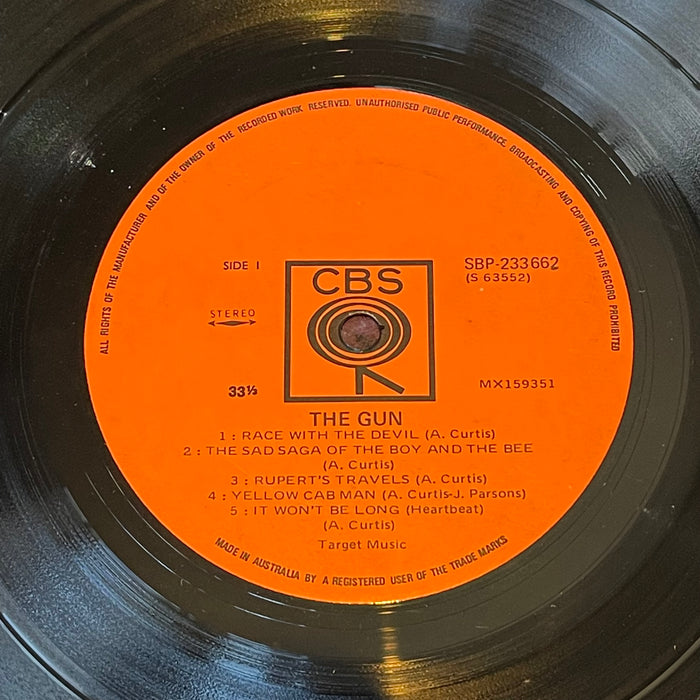 ALL RIGHTS OF THE MANUFACTURER AND OF THE OWNER OF THE RECORDED WORK RESERVED. UNAUTHORISED PUBLIC PERFORMANCE BROADCASTING AND COPYING OF THIS RECORD PROHIBITED
SIDE 1
CBS
SBP-233662
(S 63552)
STEREO
33⅓
MX159351
THE GUN
1 : RACE WITH THE DEVIL (A. Curtis)
2 : THE SAD SAGA OF THE BOY AND THE BEE
(A. Curtis)
3 : RUPERT'S TRAVELS (A. Curtis)
4 : YELLOW CAB MAN (A. Curtis-J. Parsons)
5 : IT WON'T BE LONG (Heartbeat)
(A. Curtis)
Target Music
MADE IN AUSTRALIA BY A REGISTERED USER OF THE TRADE MARKS